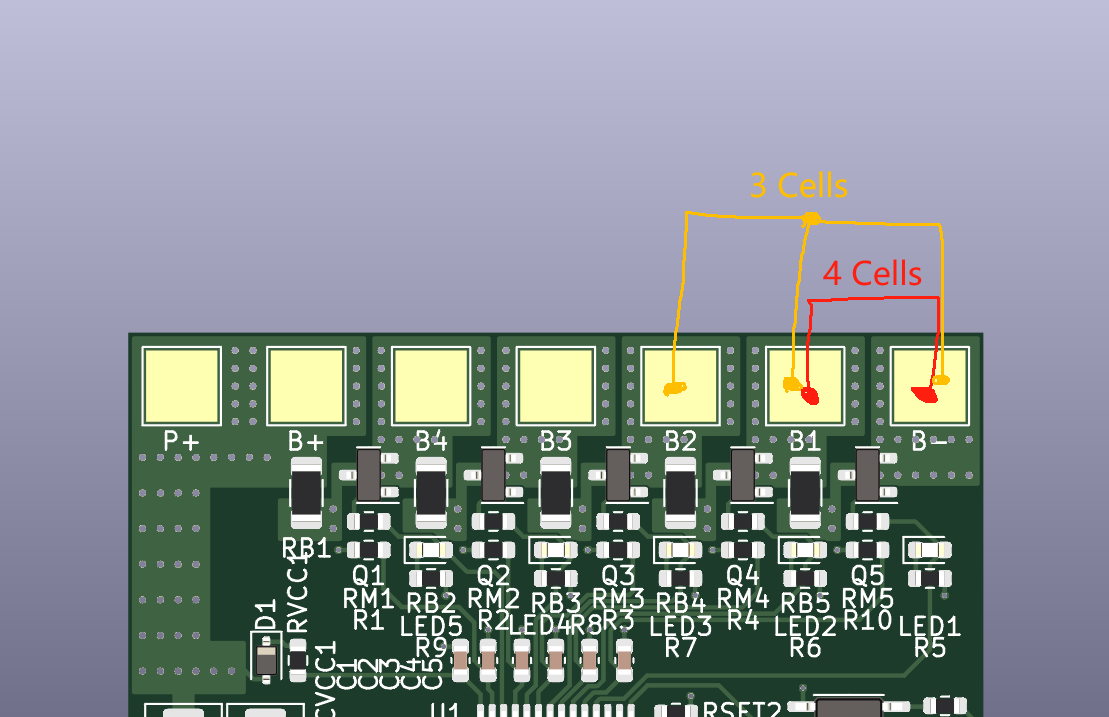 3 Cells
4 Cells
P+ B+ B4 B3 B2 B1 B-
RB1 Q1 Q2 Q3 Q4 Q5
RM1 RB2 RM2 RB3 RM3 RB4 RM4 RB5 RM5
R1 LED5 R2 LED4 R8 R3 LED3 R4 LED2 R10 LED1
R9 R7 R6 R5
D1
RVCC1
CVCC1
C1
C2
C3
C4
C5
U1
RSET2